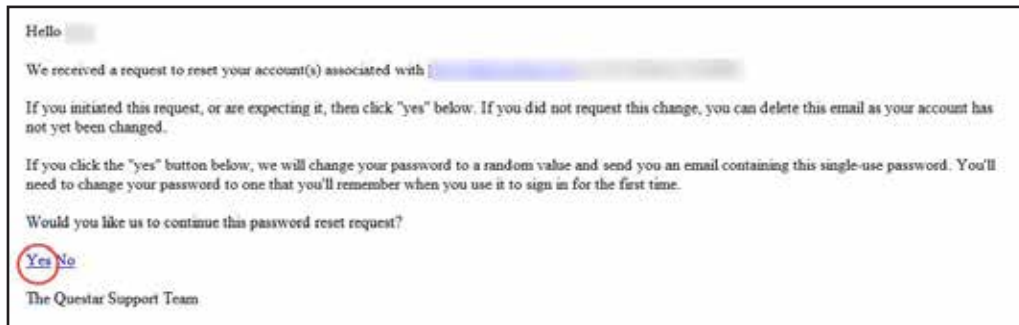 Hello
We received a request to reset your account(s) associated with
If you initiated this request, or are expecting it, then click "yes" below. If you did not request this change, you can delete this email as your account has
not yet been changed.
If you click the "yes" button below, we will change your password to a random value and send you an email containing this single-use password. You'll
need to change your password to one that you'll remember when you use it to sign in for the first time.
Would you like us to continue this password reset request?
Yes No
The Questar Support Team